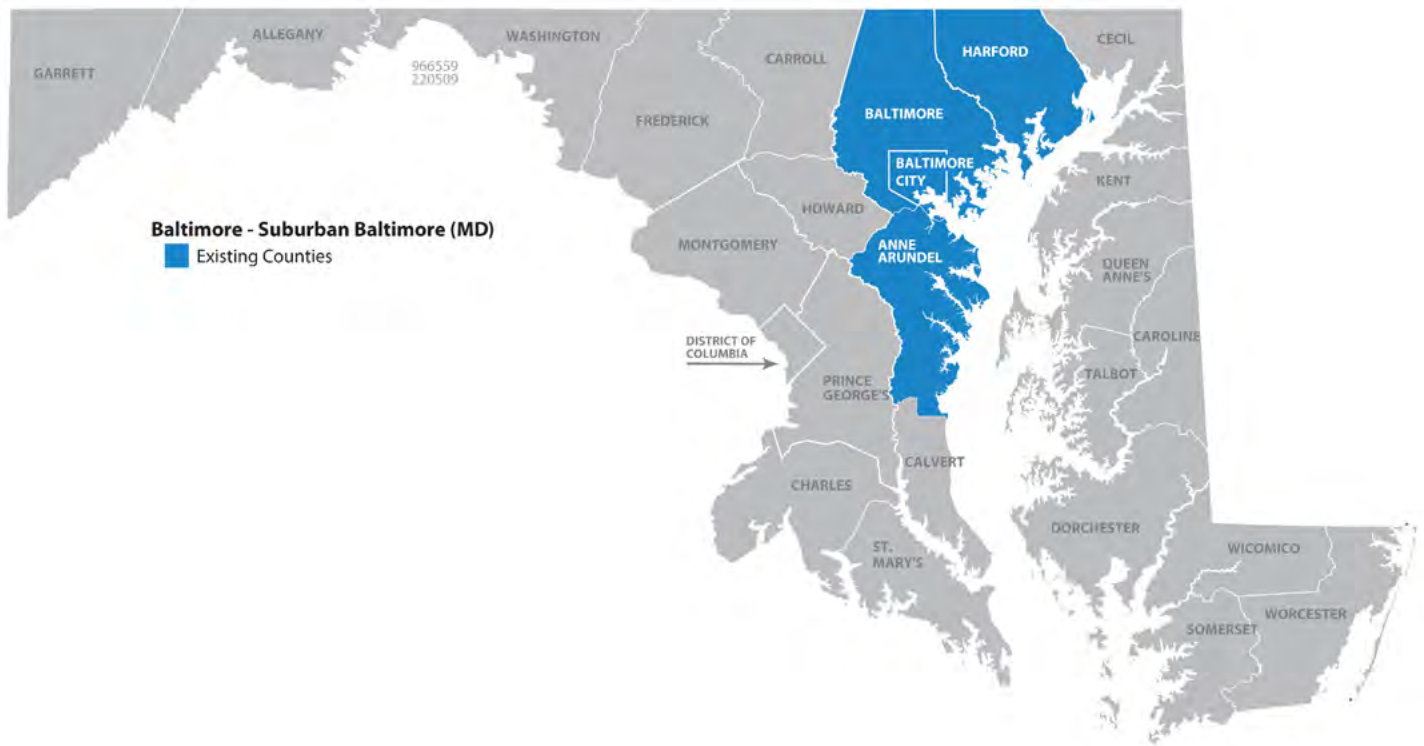 ALLEGANY
WASHINGTON
CECIL
HARFORD
CARROLL
GARRETT
966559
220509
BALTIMORE
FREDERICK
BALTIMORE
CITY
KENT
HOWARD
Baltimore - Suburban Baltimore (MD)
Existing Counties
MONTGOMERY
ANNE
ARUNDEL
QUEEN
ANNE'S
DISTRICT OF
COLUMBIA
CAROLINE
TALBOT
PRINCE
GEORGE'S
CALVERT
CHARLES
DORCHESTER
ST.
MARY'S
WICOMICO
WORCESTER
SOMERSET